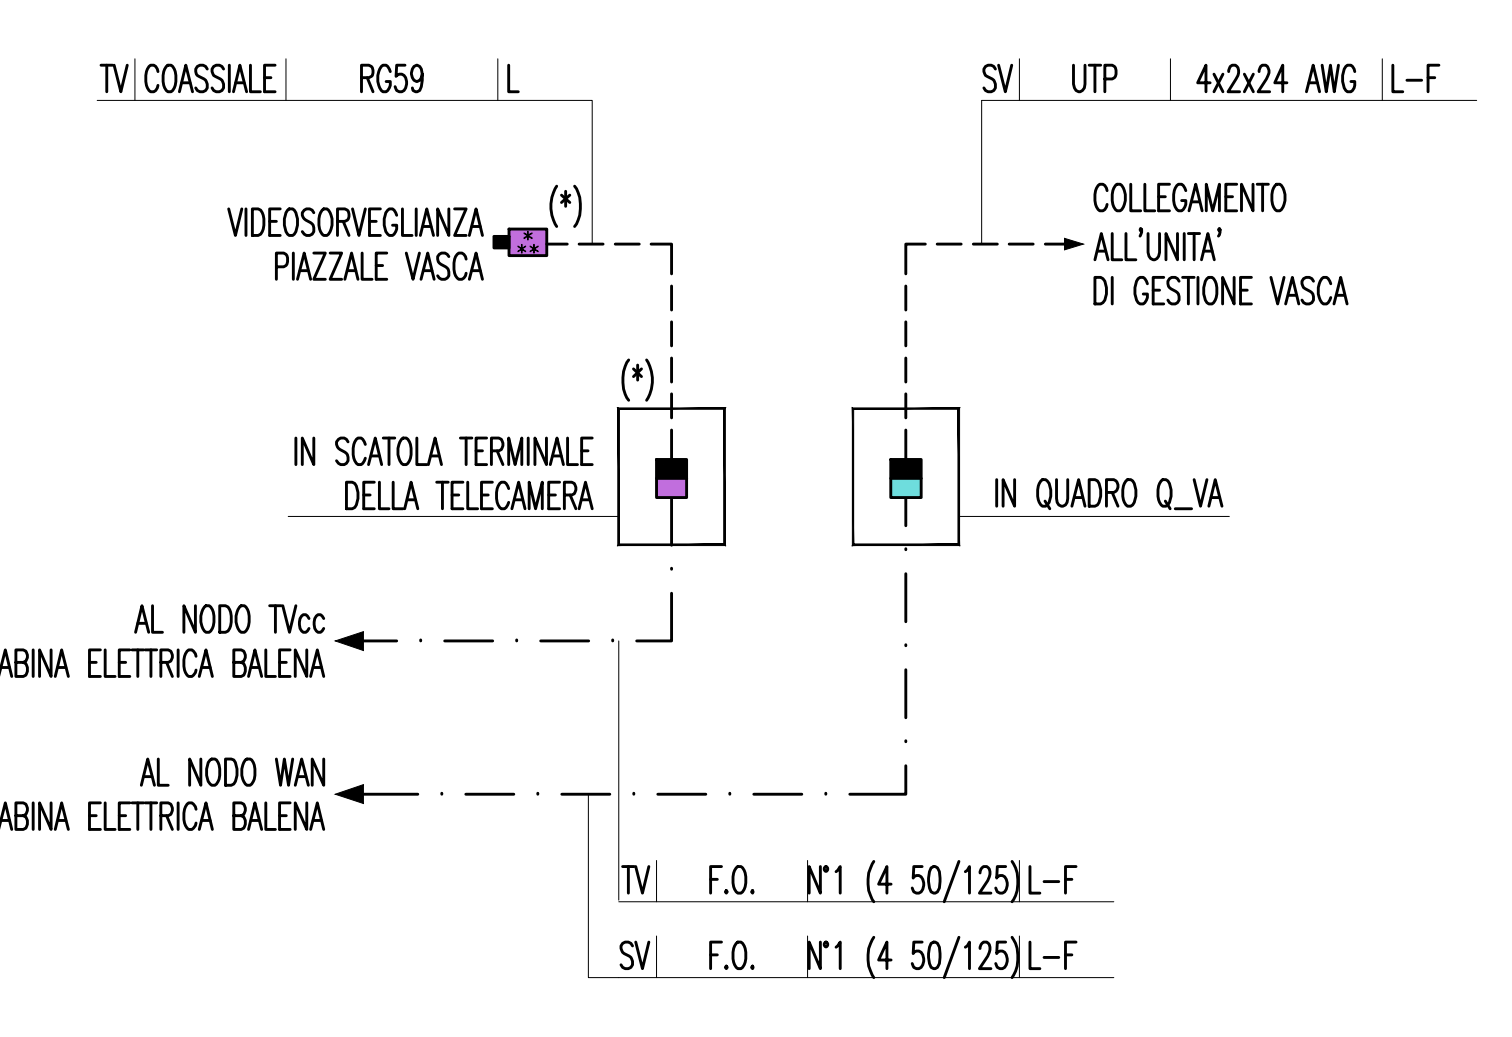 TV COASSIALE RG59 L
SV UTP 4x2x24 AWG L-F
(*)
VIDEOSORVEGLIANZA
PIAZZALE VASCA
*
**
COLLEGAMENTO
ALL'UNITA'
DI GESTIONE VASCA
(*)
IN SCATOLA TERMINALE
DELLA TELECAMERA
IN QUADRO Q_VA
AL NODO TVcc
ABINA ELETTRICA BALENA
AL NODO WAN
ABINA ELETTRICA BALENA
TV F.O. N°1 (4 50/125) L-F
SV F.O. N°1 (4 50/125) L-F